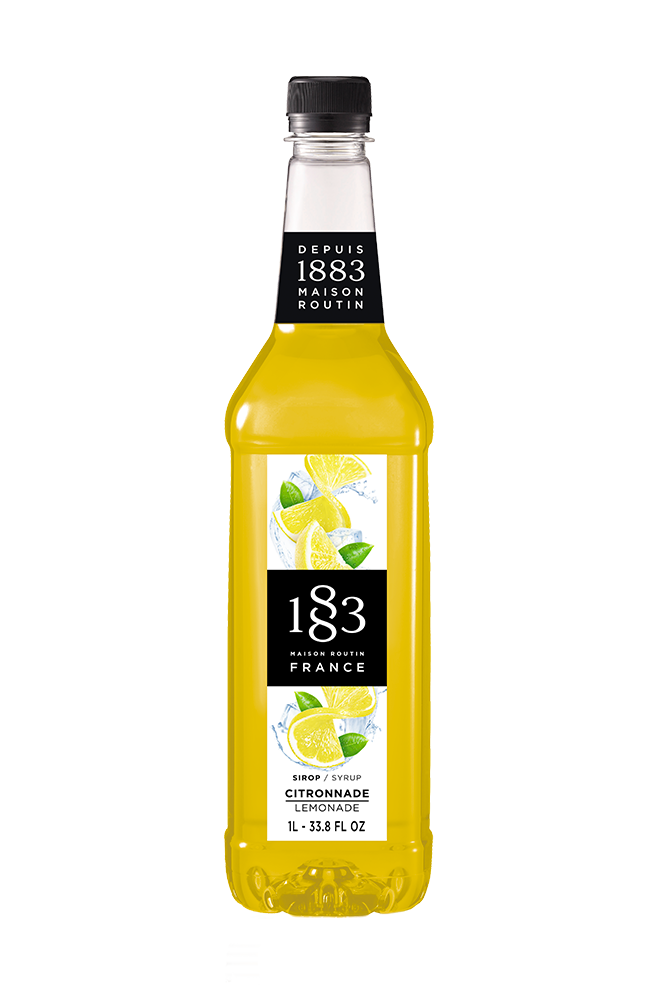 DEPUIS
1883
MAISON
ROUTIN
1883
MAISON ROUTIN
FRANCE
SIROP / SYRUP
CITRONNADE
LEMONADE
1L - 33.8 FL OZ